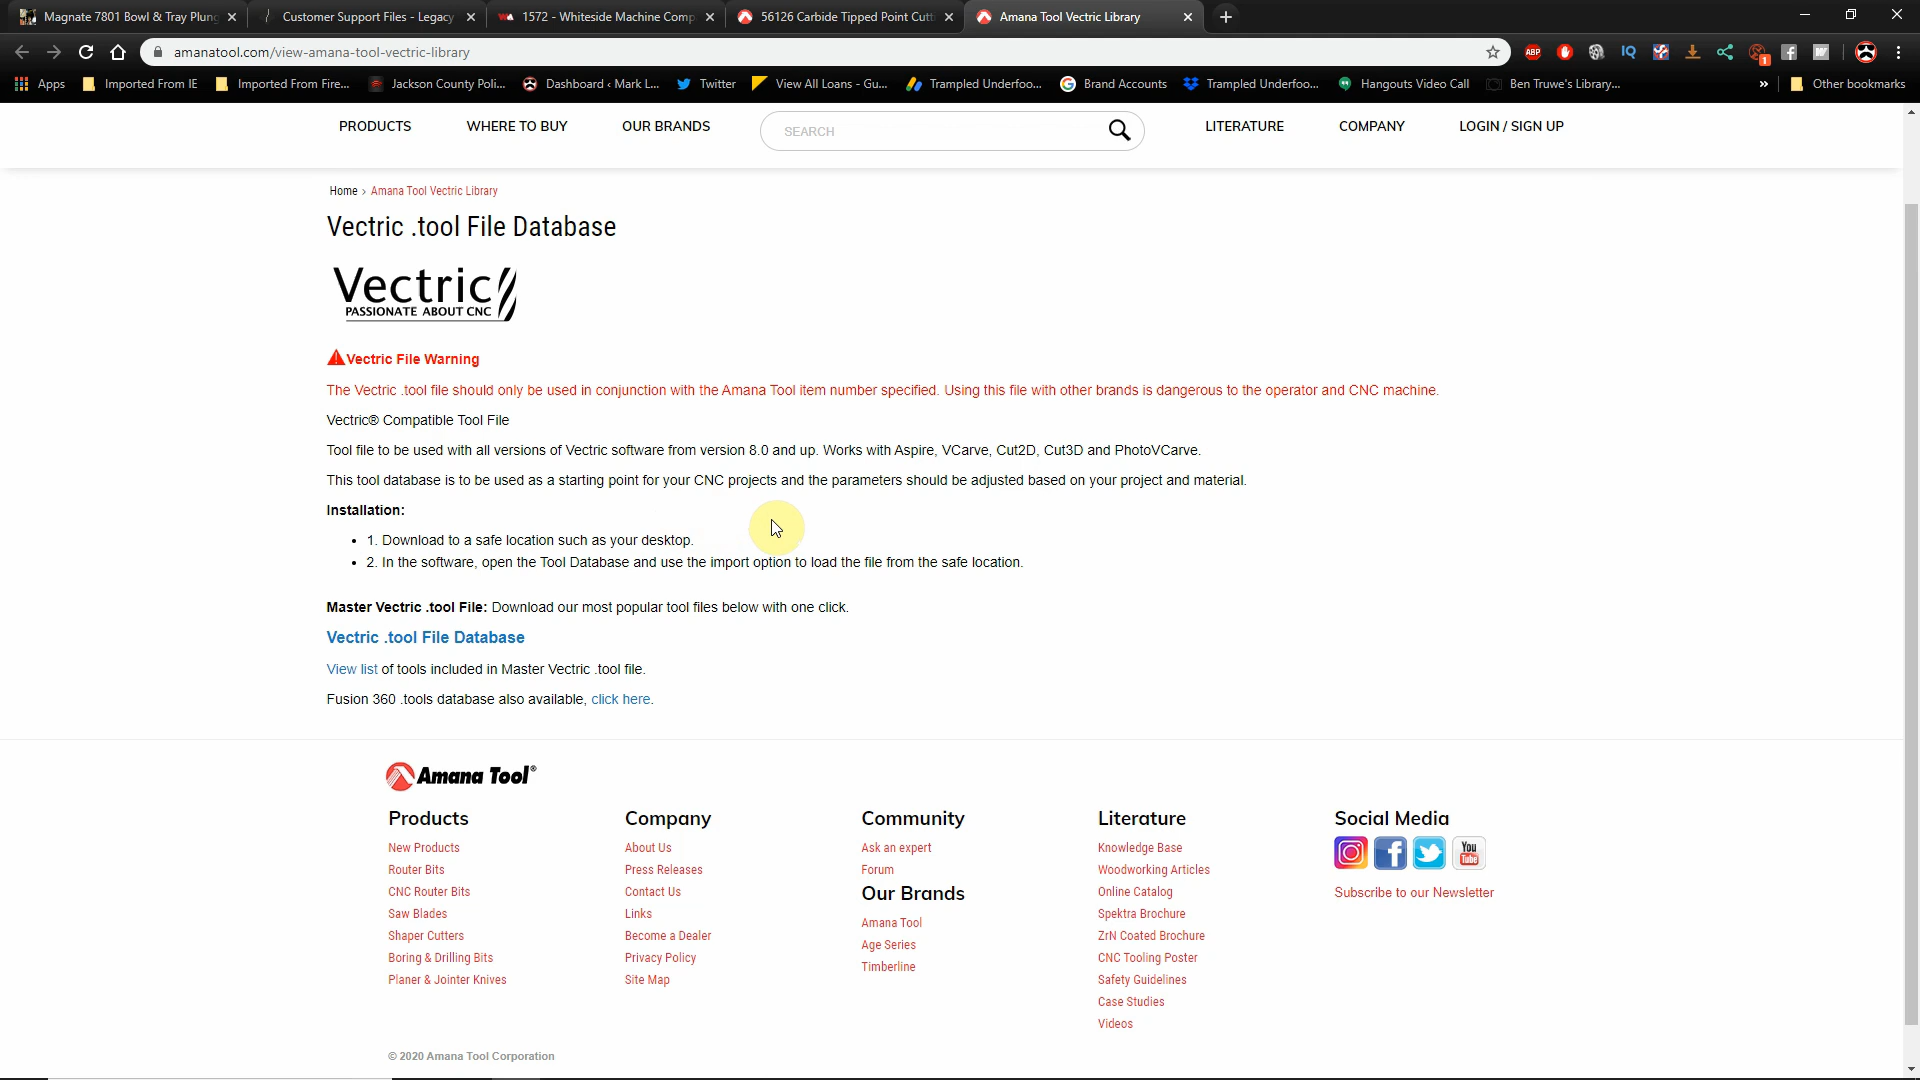 Magnate 7801 Bowl & Tray Plung
Customer Support Files - Legacy
1572 - Whiteside Machine Comp
56126 Carbide Tipped Point Cutt
Amana Tool Vectric Library
amanatool.com/view-amana-tool-vectric-library
ABP
IQ
1
Apps
Imported From IE
Imported From Fire...
Jackson County Poli...
Dashboard ‹ Mark L...
Twitter
View All Loans - Gu...
Trampled Underfoo...
Brand Accounts
Trampled Underfoo...
Hangouts Video Call
Ben Truwe's Library...
»
Other bookmarks
PRODUCTS
WHERE TO BUY
OUR BRANDS
SEARCH
LITERATURE
COMPANY
LOGIN / SIGN UP
Home › Amana Tool Vectric Library
Vectric .tool File Database
Vectric
PASSIONATE ABOUT CNC
Vectric File Warning
The Vectric .tool file should only be used in conjunction with the Amana Tool item number specified. Using this file with other brands is dangerous to the operator and CNC machine.
Vectric® Compatible Tool File
Tool file to be used with all versions of Vectric software from version 8.0 and up. Works with Aspire, VCarve, Cut2D, Cut3D and PhotoVCarve.
This tool database is to be used as a starting point for your CNC projects and the parameters should be adjusted based on your project and material.
Installation:
• 1. Download to a safe location such as your desktop.
• 2. In the software, open the Tool Database and use the import option to load the file from the safe location.
Master Vectric .tool File: Download our most popular tool files below with one click.
Vectric .tool File Database
View list of tools included in Master Vectric .tool file.
Fusion 360 .tools database also available, click here.
Amana Tool®
Products
New Products
Router Bits
CNC Router Bits
Saw Blades
Shaper Cutters
Boring & Drilling Bits
Planer & Jointer Knives
Company
About Us
Press Releases
Contact Us
Links
Become a Dealer
Privacy Policy
Site Map
Community
Ask an expert
Forum
Our Brands
Amana Tool
Age Series
Timberline
Literature
Knowledge Base
Woodworking Articles
Online Catalog
Spektra Brochure
ZrN Coated Brochure
CNC Tooling Poster
Safety Guidelines
Case Studies
Videos
Social Media
You
Tube
Subscribe to our Newsletter
© 2020 Amana Tool Corporation